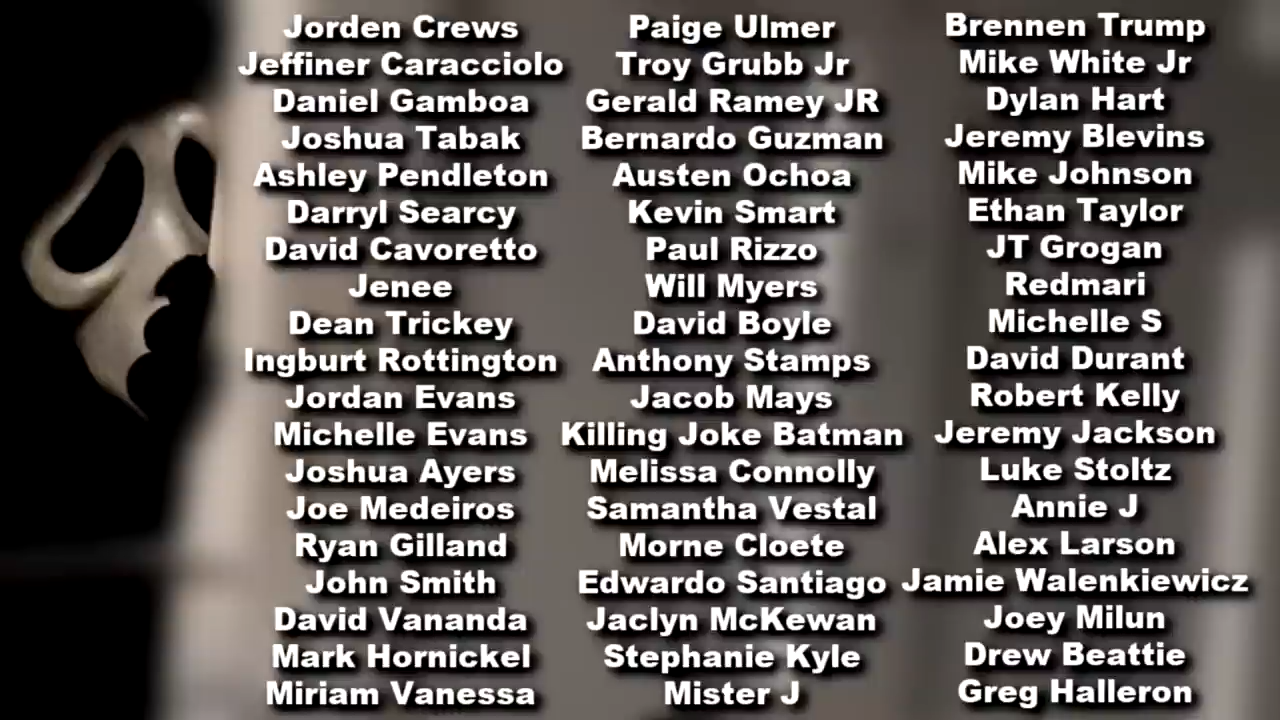 Jorden Crews
Jeffiner Caracciolo
Daniel Gamboa
Joshua Tabak
Ashley Pendleton
Darryl Searcy
David Cavoretto
Jenee
Dean Trickey
Ingburt Rottington
Jordan Evans
Michelle Evans
Joshua Ayers
Joe Medeiros
Ryan Gilland
John Smith
David Vananda
Mark Hornickel
Miriam Vanessa
Paige Ulmer
Troy Grubb Jr
Gerald Ramey JR
Bernardo Guzman
Austen Ochoa
Kevin Smart
Paul Rizzo
Will Myers
David Boyle
Anthony Stamps
Jacob Mays
Killing Joke Batman
Melissa Connolly
Samantha Vestal
Morne Cloete
Edwardo Santiago
Jaclyn McKewan
Stephanie Kyle
Mister J
Brennen Trump
Mike White Jr
Dylan Hart
Jeremy Blevins
Mike Johnson
Ethan Taylor
JT Grogan
Redmari
Michelle S
David Durant
Robert Kelly
Jeremy Jackson
Luke Stoltz
Annie J
Alex Larson
Jamie Walenkiewicz
Joey Milun
Drew Beattie
Greg Halleron